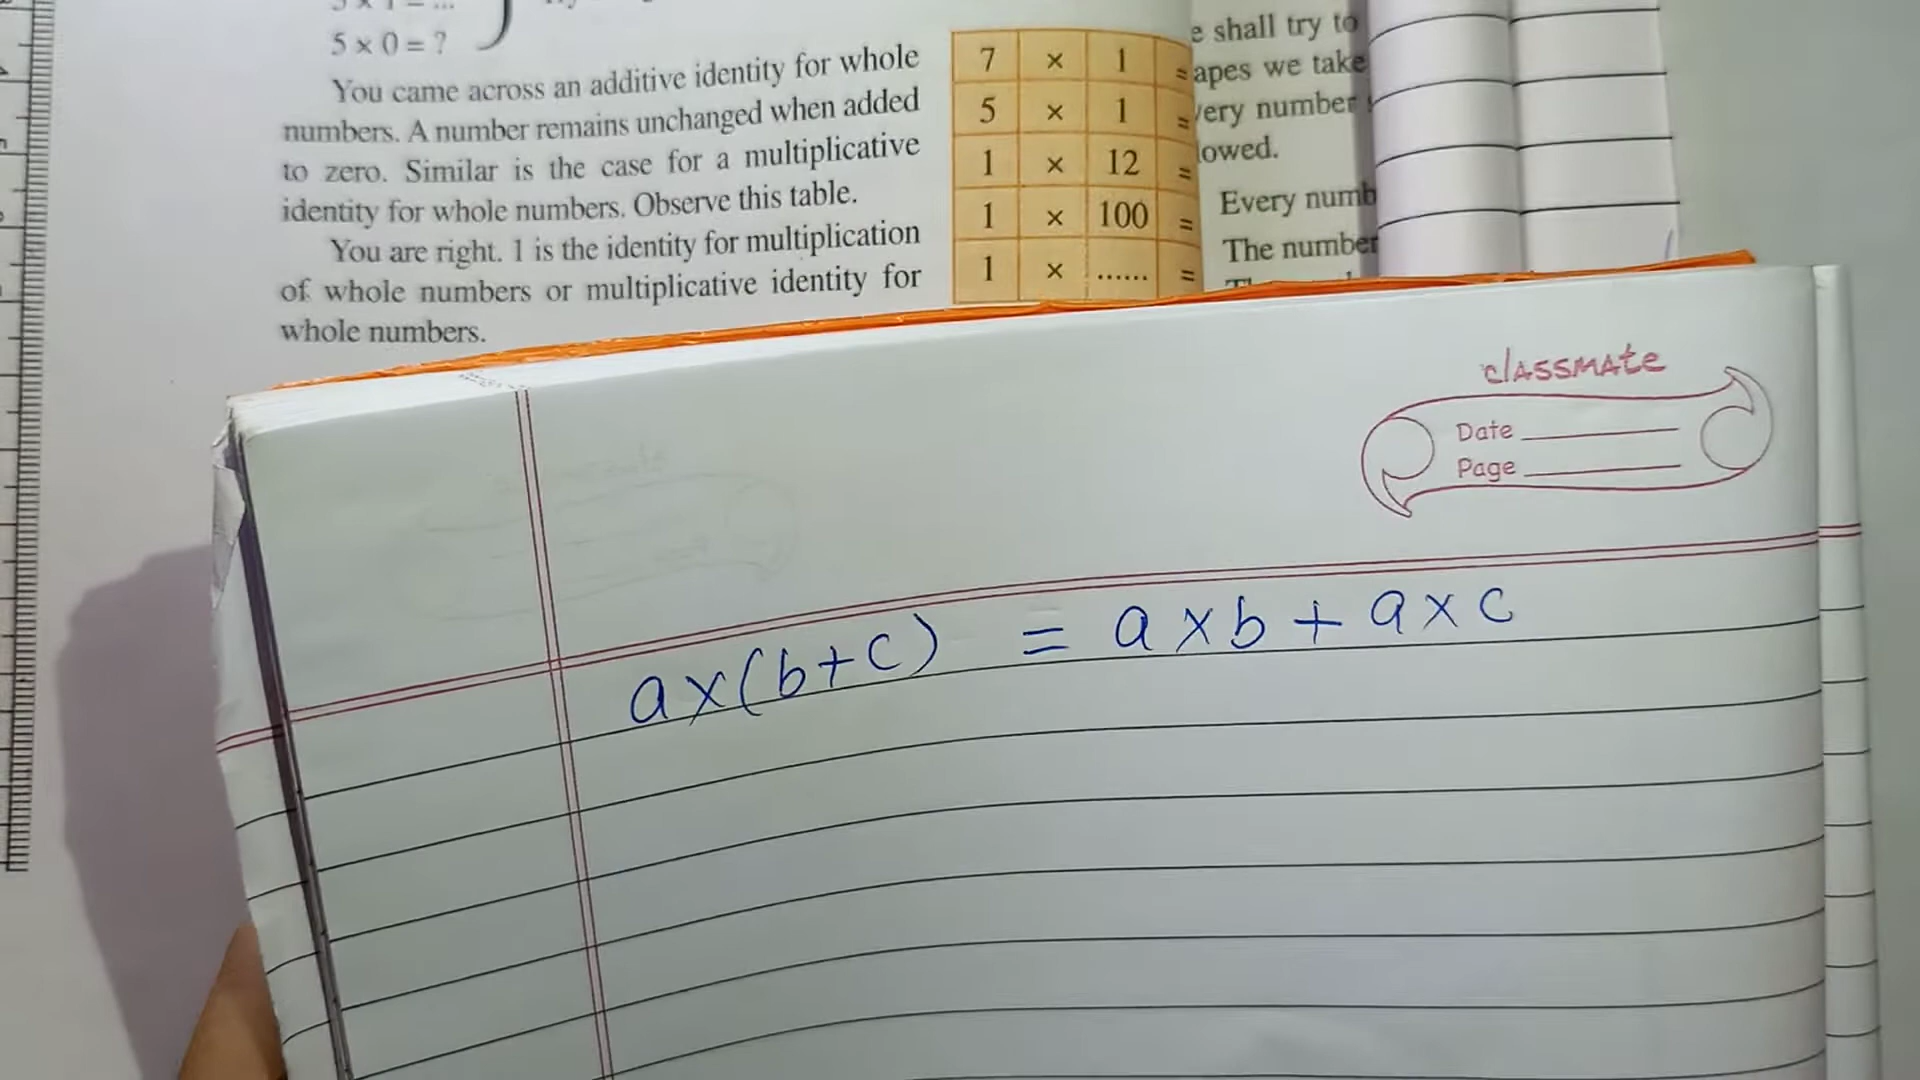 5 × 0 = ?
You came across an additive identity for whole
numbers. A number remains unchanged when added
to zero. Similar is the case for a multiplicative
identity for whole numbers. Observe this table.
You are right. 1 is the identity for multiplication
of whole numbers or multiplicative identity for
whole numbers.
7 × 1 =
5 × 1 =
1 × 12 =
1 × 100 =
1 × ...... =
e shall try to
apes we take
very number
lowed.
Every numb
The number
classmate
Date
Page
a×(b+c) = a×b+a×c